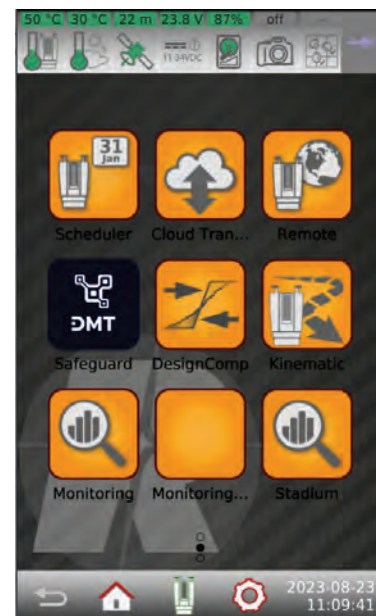 50 °C 30 °C 22 m 23.8 V 87% off
11-34VDC
31
Jan
Scheduler Cloud Tran... Remote
DMT
Safeguard DesignComp Kinematic
Monitoring Monitoring... Stadium
2023-08-23
11:09:41